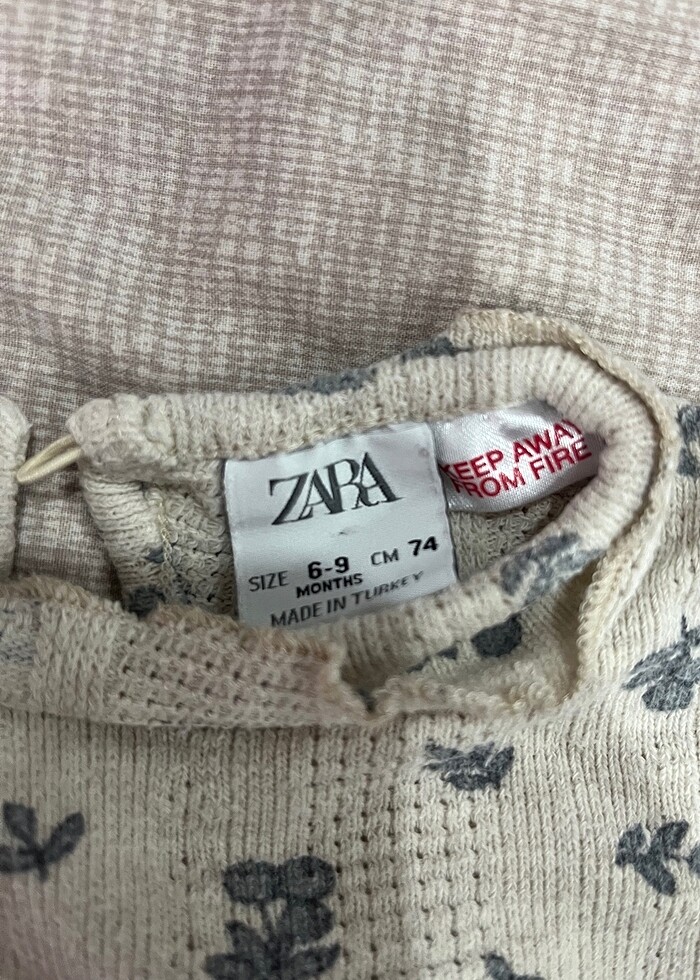 ZARA
SIZE 6-9 CM 74
MONTHS
MADE IN TURKEY
KEEP AWAY
FROM FIRE